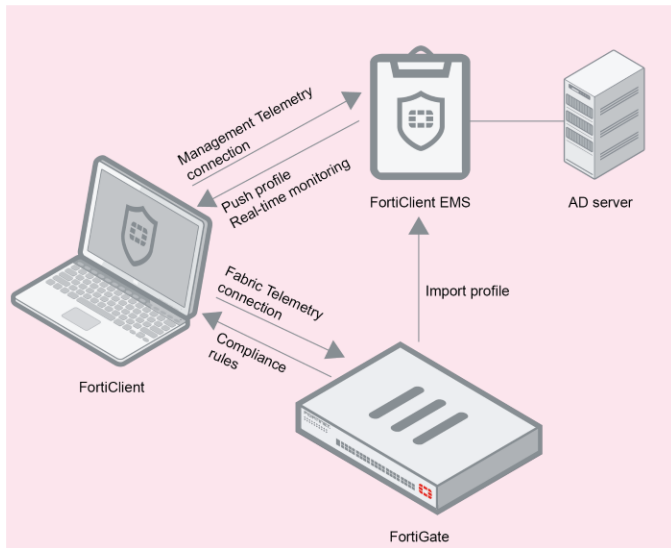 Management Telemetry
connection
Push profile
Real-time monitoring
FortiClient EMS
AD server
Fabric Telemetry
connection
Import profile
Compliance
rules
FortiClient
FortiGate